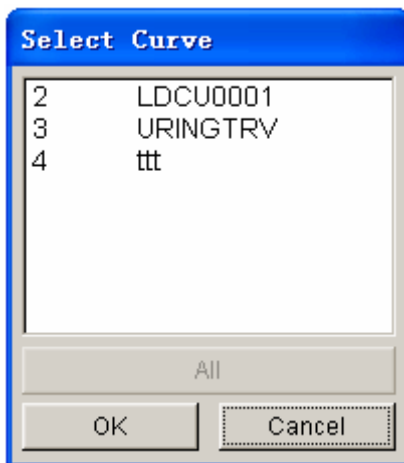 Select Curve
2 LDCU0001
3 URINGTRV
4 ttt
All
OK Cancel